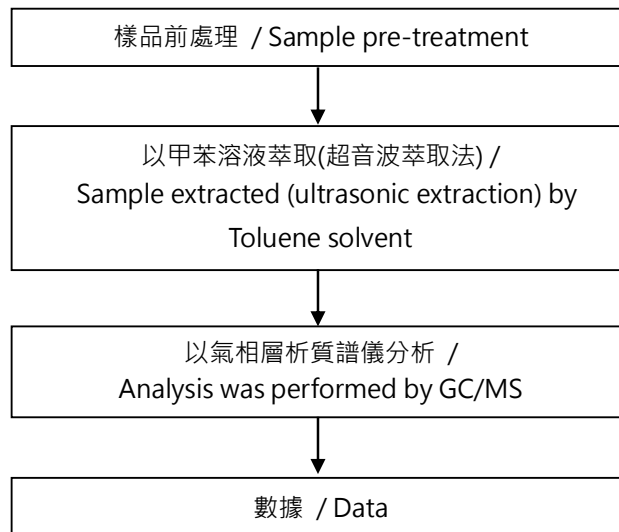 樣品前處理 / Sample pre-treatment
以甲苯溶液萃取(超音波萃取法) /
Sample extracted (ultrasonic extraction) by
Toluene solvent
以氣相層析質譜儀分析 /
Analysis was performed by GC/MS
數據 / Data